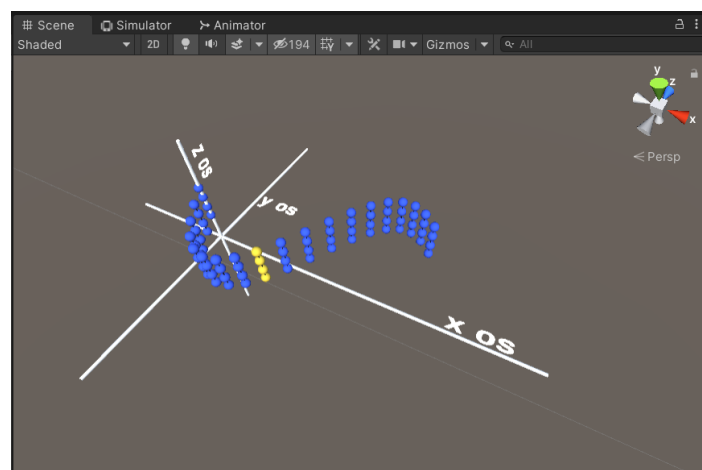 Scene Simulator Animator
Shaded 2D 194 Gizmos All
y
z
x
Persp
z os
y os
x os